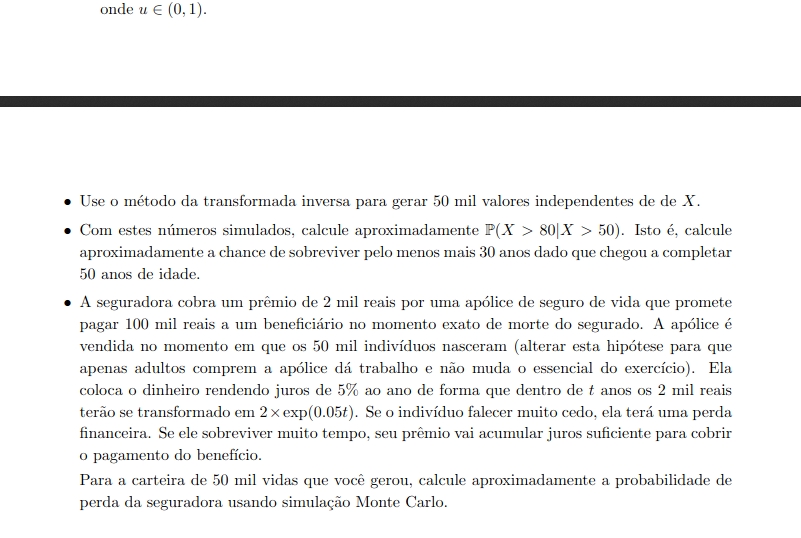 onde u ∈ (0, 1).
• Use o método da transformada inversa para gerar 50 mil valores independentes de de X.
• Com estes números simulados, calcule aproximadamente ℙ(X > 80|X > 50). Isto é, calcule
aproximadamente a chance de sobreviver pelo menos mais 30 anos dado que chegou a completar
50 anos de idade.
• A seguradora cobra um prêmio de 2 mil reais por uma apólice de seguro de vida que promete
pagar 100 mil reais a um beneficiário no momento exato de morte do segurado. A apólice é
vendida no momento em que os 50 mil indivíduos nasceram (alterar esta hipótese para que
apenas adultos comprem a apólice dá trabalho e não muda o essencial do exercício). Ela
coloca o dinheiro rendendo juros de 5% ao ano de forma que dentro de t anos os 2 mil reais
terão se transformado em 2 × exp(0.05t). Se o indivíduo falecer muito cedo, ela terá uma perda
financeira. Se ele sobreviver muito tempo, seu prêmio vai acumular juros suficiente para cobrir
o pagamento do benefício.
Para a carteira de 50 mil vidas que você gerou, calcule aproximadamente a probabilidade de
perda da seguradora usando simulação Monte Carlo.